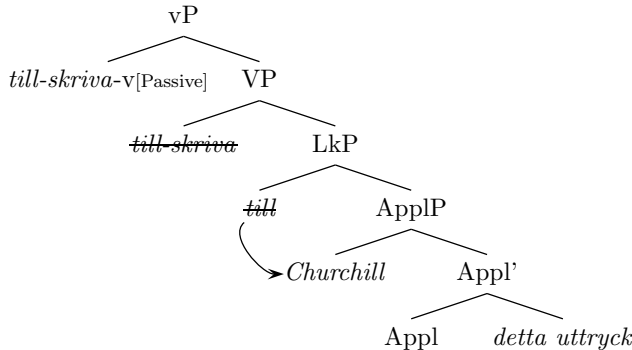 vP
till-skriva-v[Passive] VP
till-skriva LkP
till ApplP
Churchill Appl'
Appl detta uttryck